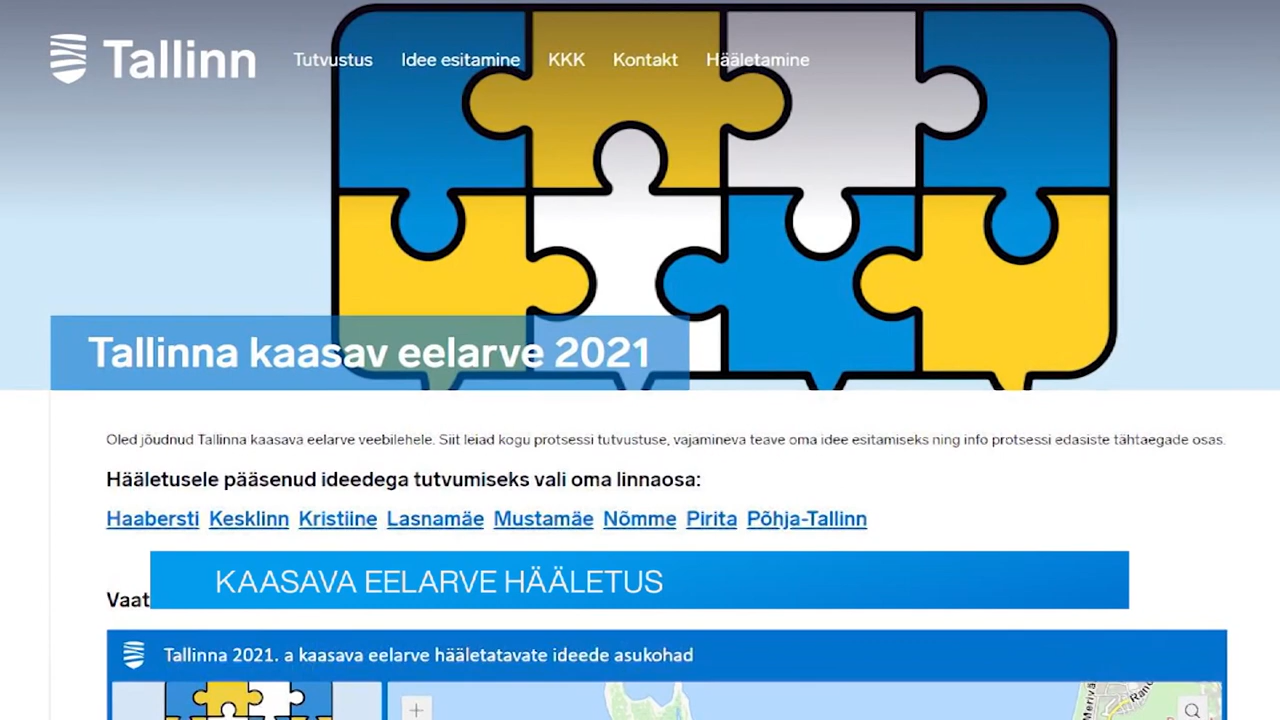 Tallinn
Tutvustus Idee esitamine KKK Kontakt Hääletamine
Tallinna kaasav eelarve 2021
Oled jõudnud Tallinna kaasava eelarve veebilehele. Siit leiad kogu protsessi tutvustuse, vajamineva teave oma idee esitamiseks ning info protsessi edasiste tähtaegade osas.
Hääletusele pääsenud ideedega tutvumiseks vali oma linnaosa:
Haabersti Kesklinn Kristiine Lasnamäe Mustamäe Nõmme Pirita Põhja-Tallinn
KAASAVA EELARVE HÄÄLETUS
Vaat
Tallinna 2021. a kaasava eelarve hääletatavate ideede asukohad